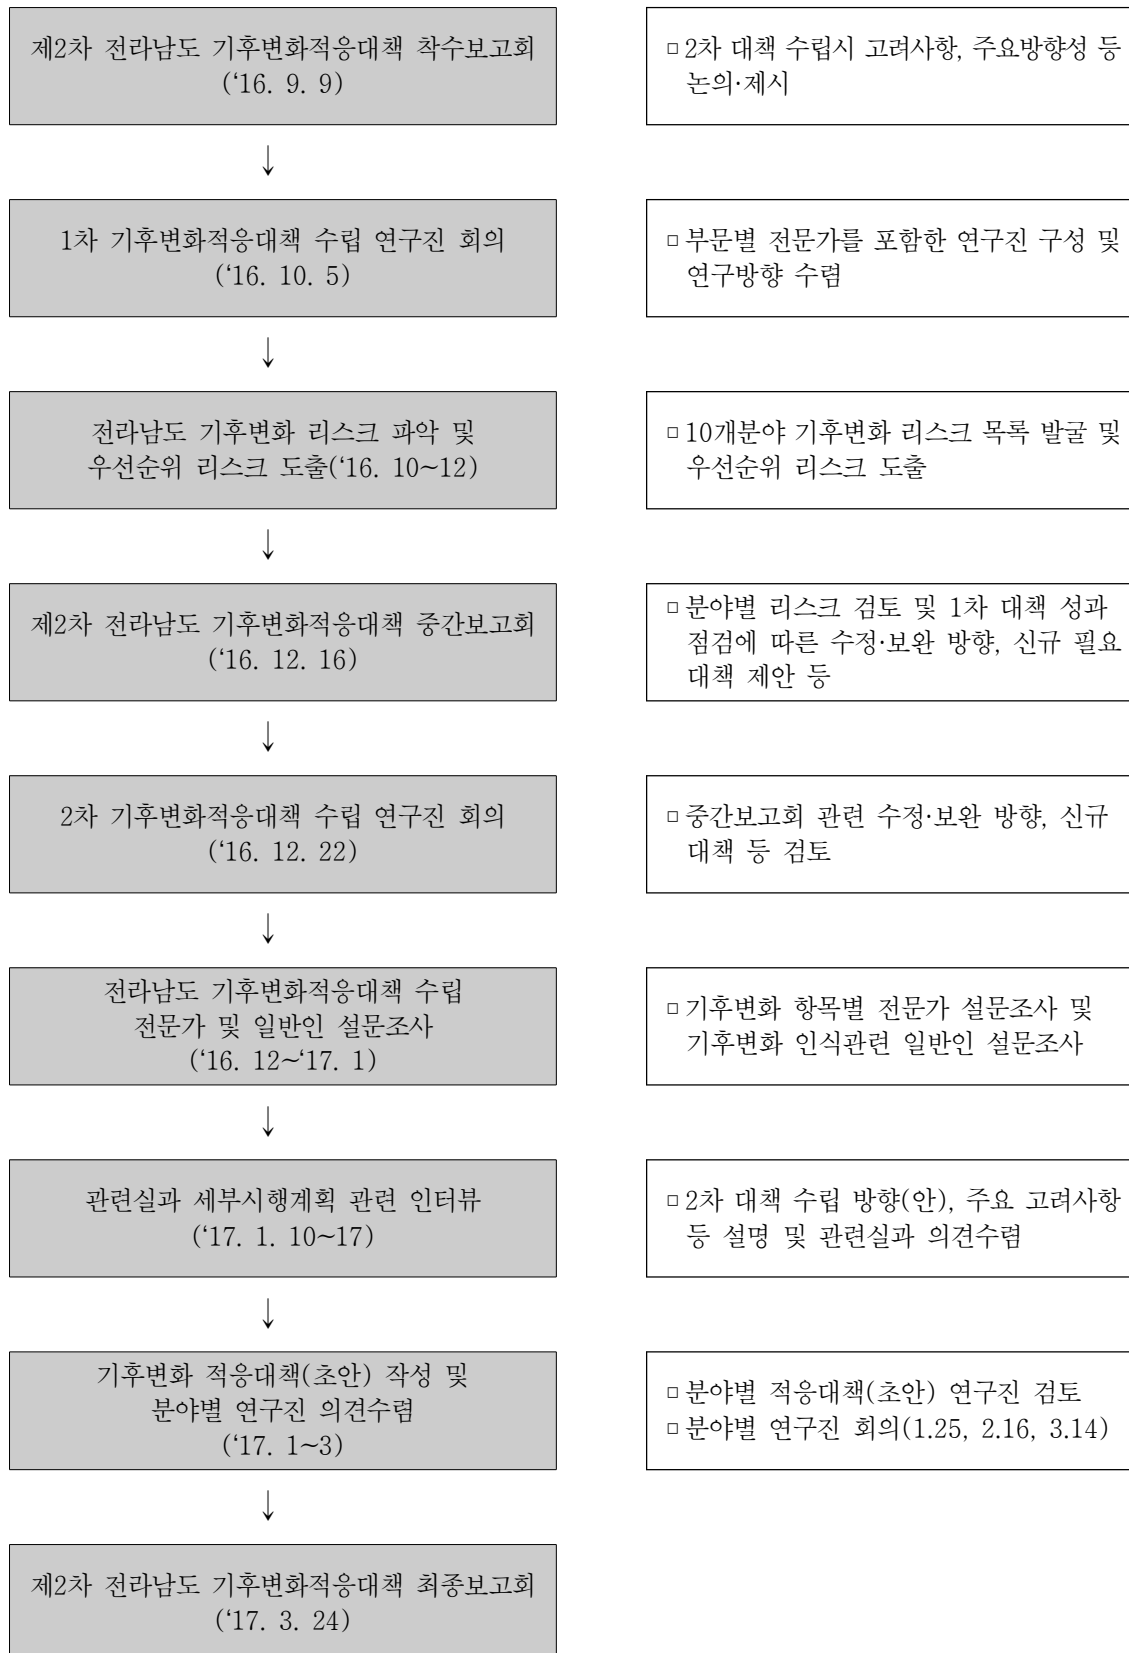 제2차 전라남도 기후변화적응대책 착수보고회
(‘16. 9. 9)
□ 2차 대책 수립시 고려사항, 주요방향성 등
논의·제시
↓
1차 기후변화적응대책 수립 연구진 회의
(‘16. 10. 5)
□ 부문별 전문가를 포함한 연구진 구성 및
연구방향 수렴
↓
전라남도 기후변화 리스크 파악 및
우선순위 리스크 도출(‘16. 10~12)
□ 10개분야 기후변화 리스크 목록 발굴 및
우선순위 리스크 도출
↓
제2차 전라남도 기후변화적응대책 중간보고회
(‘16. 12. 16)
□ 분야별 리스크 검토 및 1차 대책 성과
점검에 따른 수정·보완 방향, 신규 필요
대책 제안 등
↓
2차 기후변화적응대책 수립 연구진 회의
(‘16. 12. 22)
□ 중간보고회 관련 수정·보완 방향, 신규
대책 등 검토
↓
전라남도 기후변화적응대책 수립
전문가 및 일반인 설문조사
(‘16. 12~‘17. 1)
□ 기후변화 항목별 전문가 설문조사 및
기후변화 인식관련 일반인 설문조사
↓
관련실과 세부시행계획 관련 인터뷰
(‘17. 1. 10~17)
□ 2차 대책 수립 방향(안), 주요 고려사항
등 설명 및 관련실과 의견수렴
↓
기후변화 적응대책(초안) 작성 및
분야별 연구진 의견수렴
(‘17. 1~3)
□ 분야별 적응대책(초안) 연구진 검토
□ 분야별 연구진 회의(1.25, 2.16, 3.14)
↓
제2차 전라남도 기후변화적응대책 최종보고회
(‘17. 3. 24)